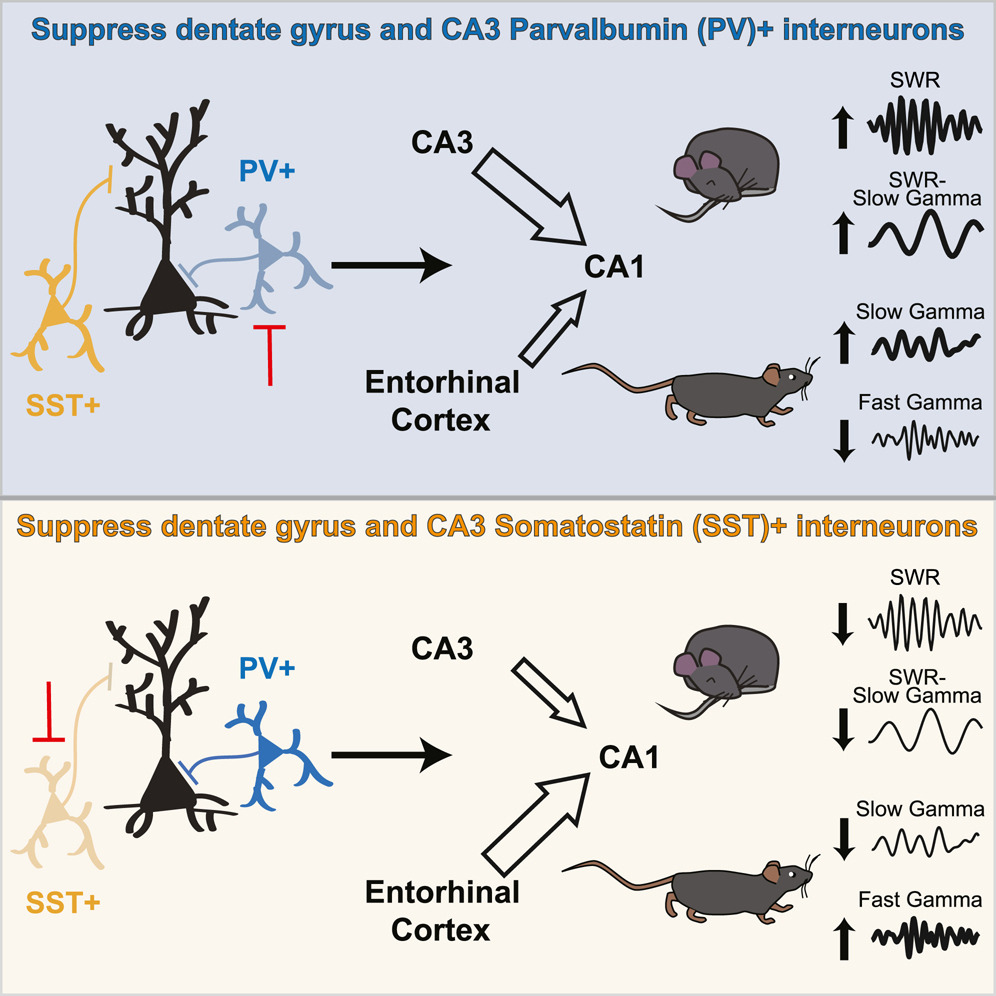 Suppress dentate gyrus and CA3 Parvalbumin (PV)+ interneurons
SST+
PV+
CA3
CA1
Entorhinal
Cortex
SWR
SWR-
Slow Gamma
Slow Gamma
Fast Gamma
Suppress dentate gyrus and CA3 Somatostatin (SST)+ interneurons
SST+
PV+
CA3
CA1
Entorhinal
Cortex
SWR
SWR-
Slow Gamma
Slow Gamma
Fast Gamma